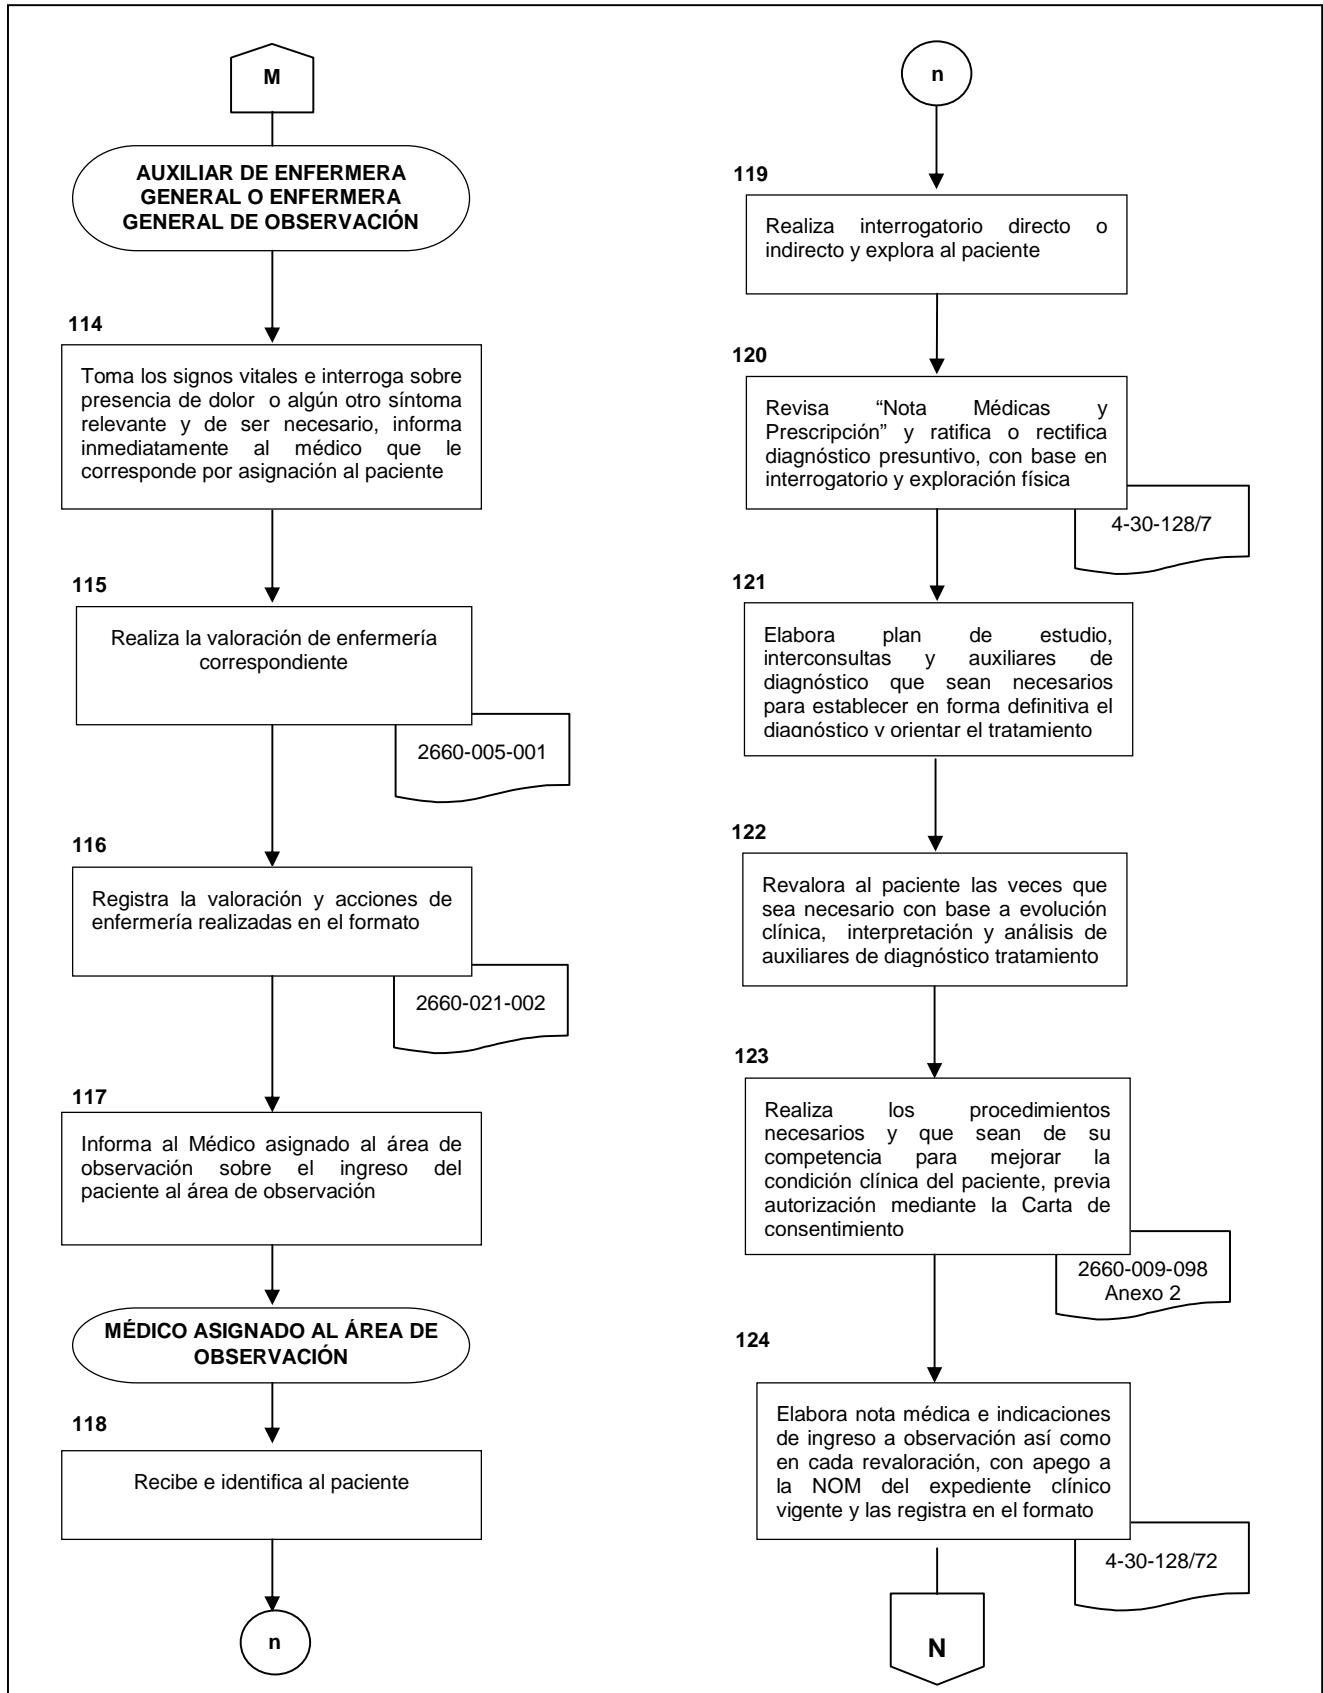 M
AUXILIAR DE ENFERMERA
GENERAL O ENFERMERA
GENERAL DE OBSERVACIÓN
114
Toma los signos vitales e interroga sobre
presencia de dolor o algún otro síntoma
relevante y de ser necesario, informa
inmediatamente al médico que le
corresponde por asignación al paciente
115
Realiza la valoración de enfermería
correspondiente
2660-005-001
116
Registra la valoración y acciones de
enfermería realizadas en el formato
2660-021-002
117
Informa al Médico asignado al área de
observación sobre el ingreso del
paciente al área de observación
MÉDICO ASIGNADO AL ÁREA DE
OBSERVACIÓN
118
Recibe e identifica al paciente
n
n
119
Realiza interrogatorio directo o
indirecto y explora al paciente
120
Revisa “Nota Médicas y
Prescripción” y ratifica o rectifica
diagnóstico presuntivo, con base en
interrogatorio y exploración física
4-30-128/7
121
Elabora plan de estudio,
interconsultas y auxiliares de
diagnóstico que sean necesarios
para establecer en forma definitiva el
diagnóstico y orientar el tratamiento
122
Revalora al paciente las veces que
sea necesario con base a evolución
clínica, interpretación y análisis de
auxiliares de diagnóstico tratamiento
123
Realiza los procedimientos
necesarios y que sean de su
competencia para mejorar la
condición clínica del paciente, previa
autorización mediante la Carta de
consentimiento
2660-009-098
Anexo 2
124
Elabora nota médica e indicaciones
de ingreso a observación así como
en cada revaloración, con apego a
la NOM del expediente clínico
vigente y las registra en el formato
4-30-128/72
N